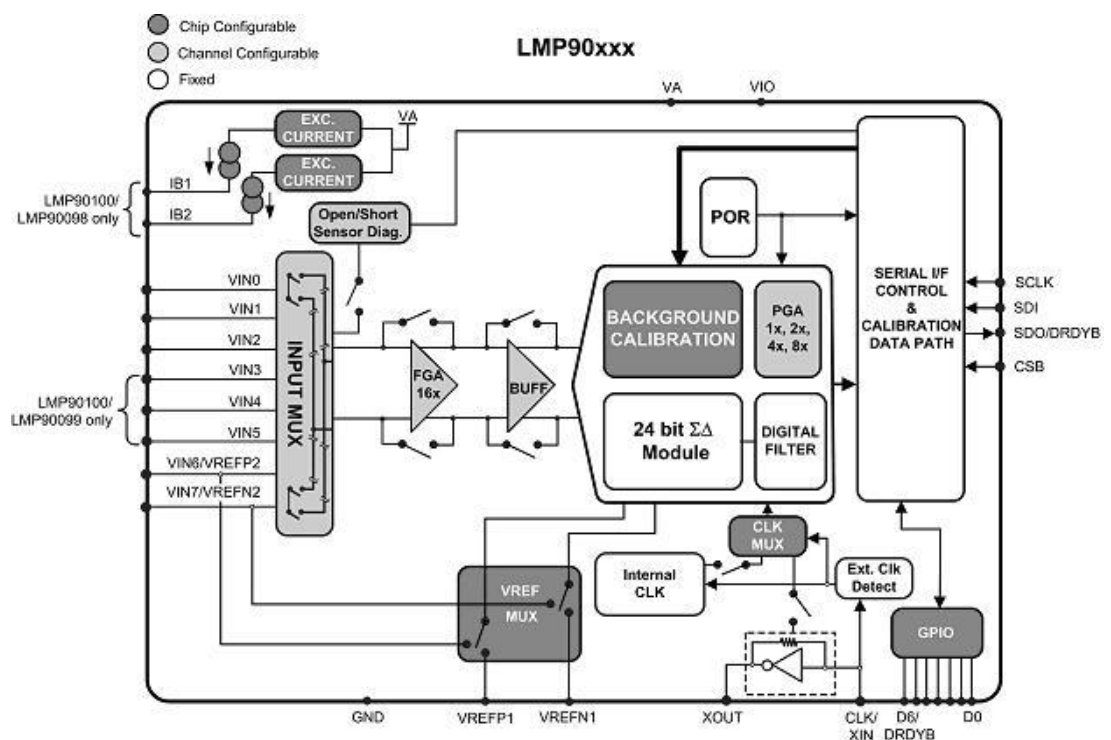 Chip Configurable
Channel Configurable
Fixed
LMP90xxx
VA
VIO
EXC.
CURRENT
VA
EXC.
CURRENT
IB1
IB2
LMP90100/
LMP90098 only
Open/Short
Sensor Diag.
POR
SERIAL I/F
CONTROL
&
CALIBRATION
DATA PATH
SCLK
SDI
SDO/DRDYB
CSB
VIN0
VIN1
VIN2
VIN3
VIN4
VIN5
VIN6/VREFP2
VIN7/VREFN2
LMP90100/
LMP90099 only
INPUT MUX
FGA
16x
BUFF
BACKGROUND
CALIBRATION
PGA
1x, 2x,
4x, 8x
24 bit ΣΔ
Module
DIGITAL
FILTER
CLK
MUX
Internal
CLK
Ext. Clk
Detect
VREF
MUX
GPIO
GND
VREFP1
VREFN1
XOUT
CLK/
XIN
D6/
DRDYB
D0